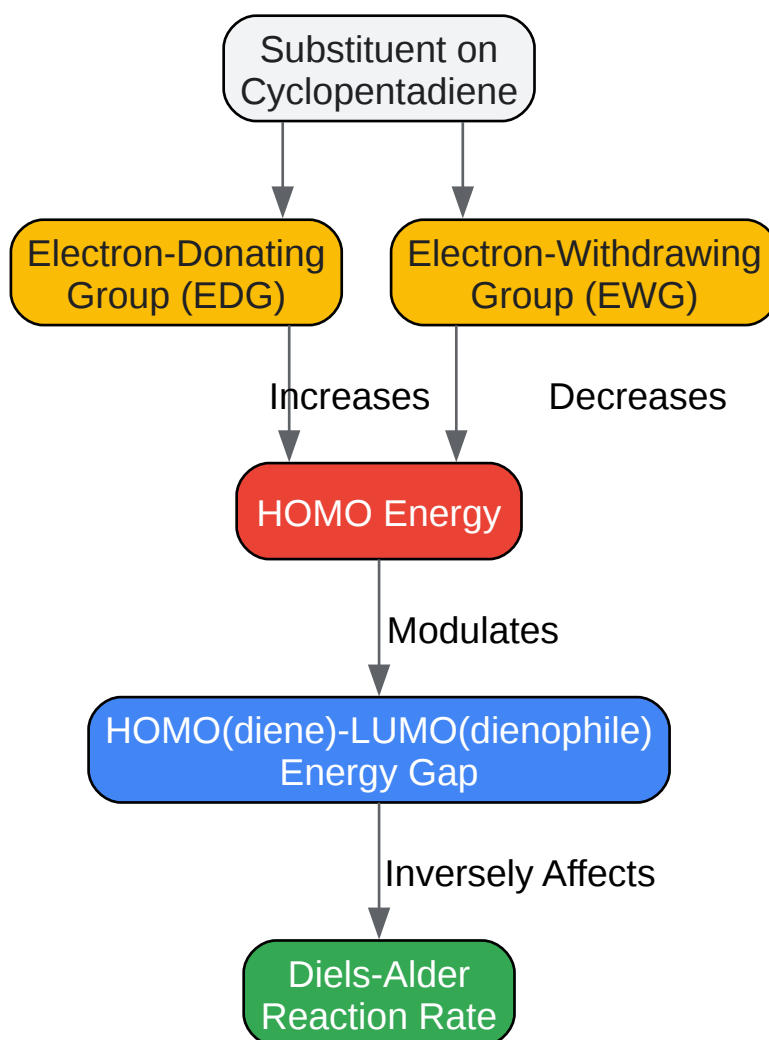 Substituent on
Cyclopentadiene
Electron-Donating
Group (EDG)
Electron-Withdrawing
Group (EWG)
Increases
Decreases
HOMO Energy
Modulates
HOMO(diene)-LUMO(dienophile)
Energy Gap
Inversely Affects
Diels-Alder
Reaction Rate